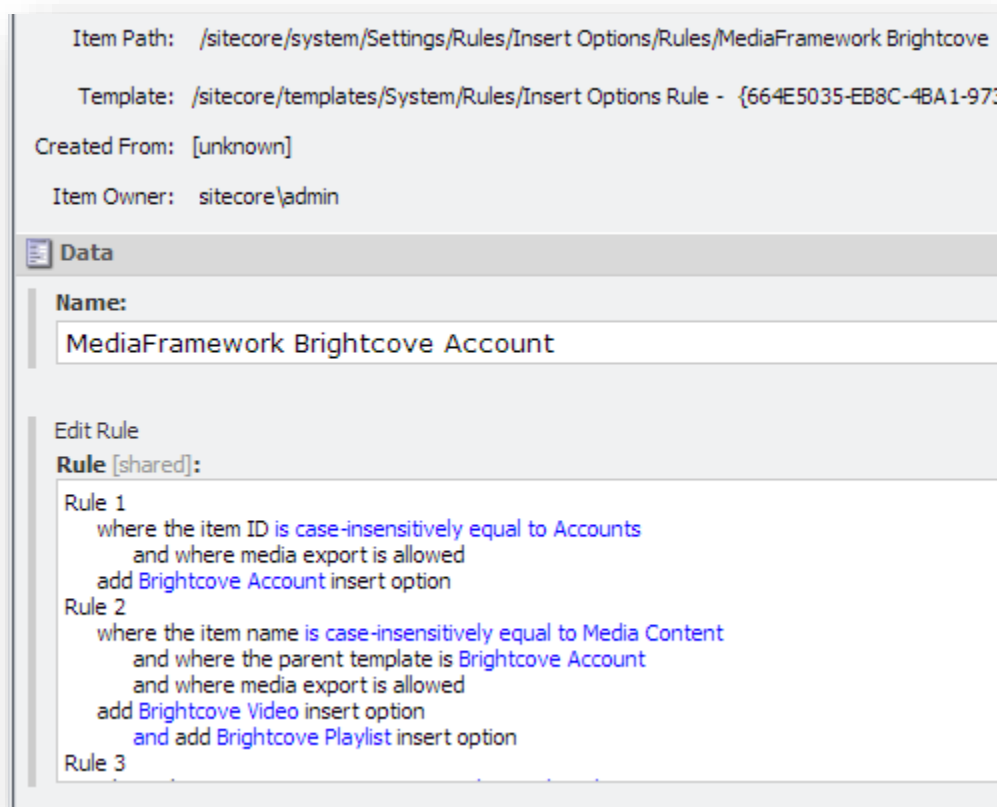 Item Path: /sitecore/system/Settings/Rules/Insert Options/Rules/MediaFramework Brightcove
Template: /sitecore/templates/System/Rules/Insert Options Rule - {664E5035-EB8C-4BA1-973
Created From: [unknown]
Item Owner: sitecore\admin
Data
Name:
MediaFramework Brightcove Account
Edit Rule
Rule [shared]:
Rule 1
where the item ID is case-insensitively equal to Accounts
and where media export is allowed
add Brightcove Account insert option
Rule 2
where the item name is case-insensitively equal to Media Content
and where the parent template is Brightcove Account
and where media export is allowed
add Brightcove Video insert option
and add Brightcove Playlist insert option
Rule 3